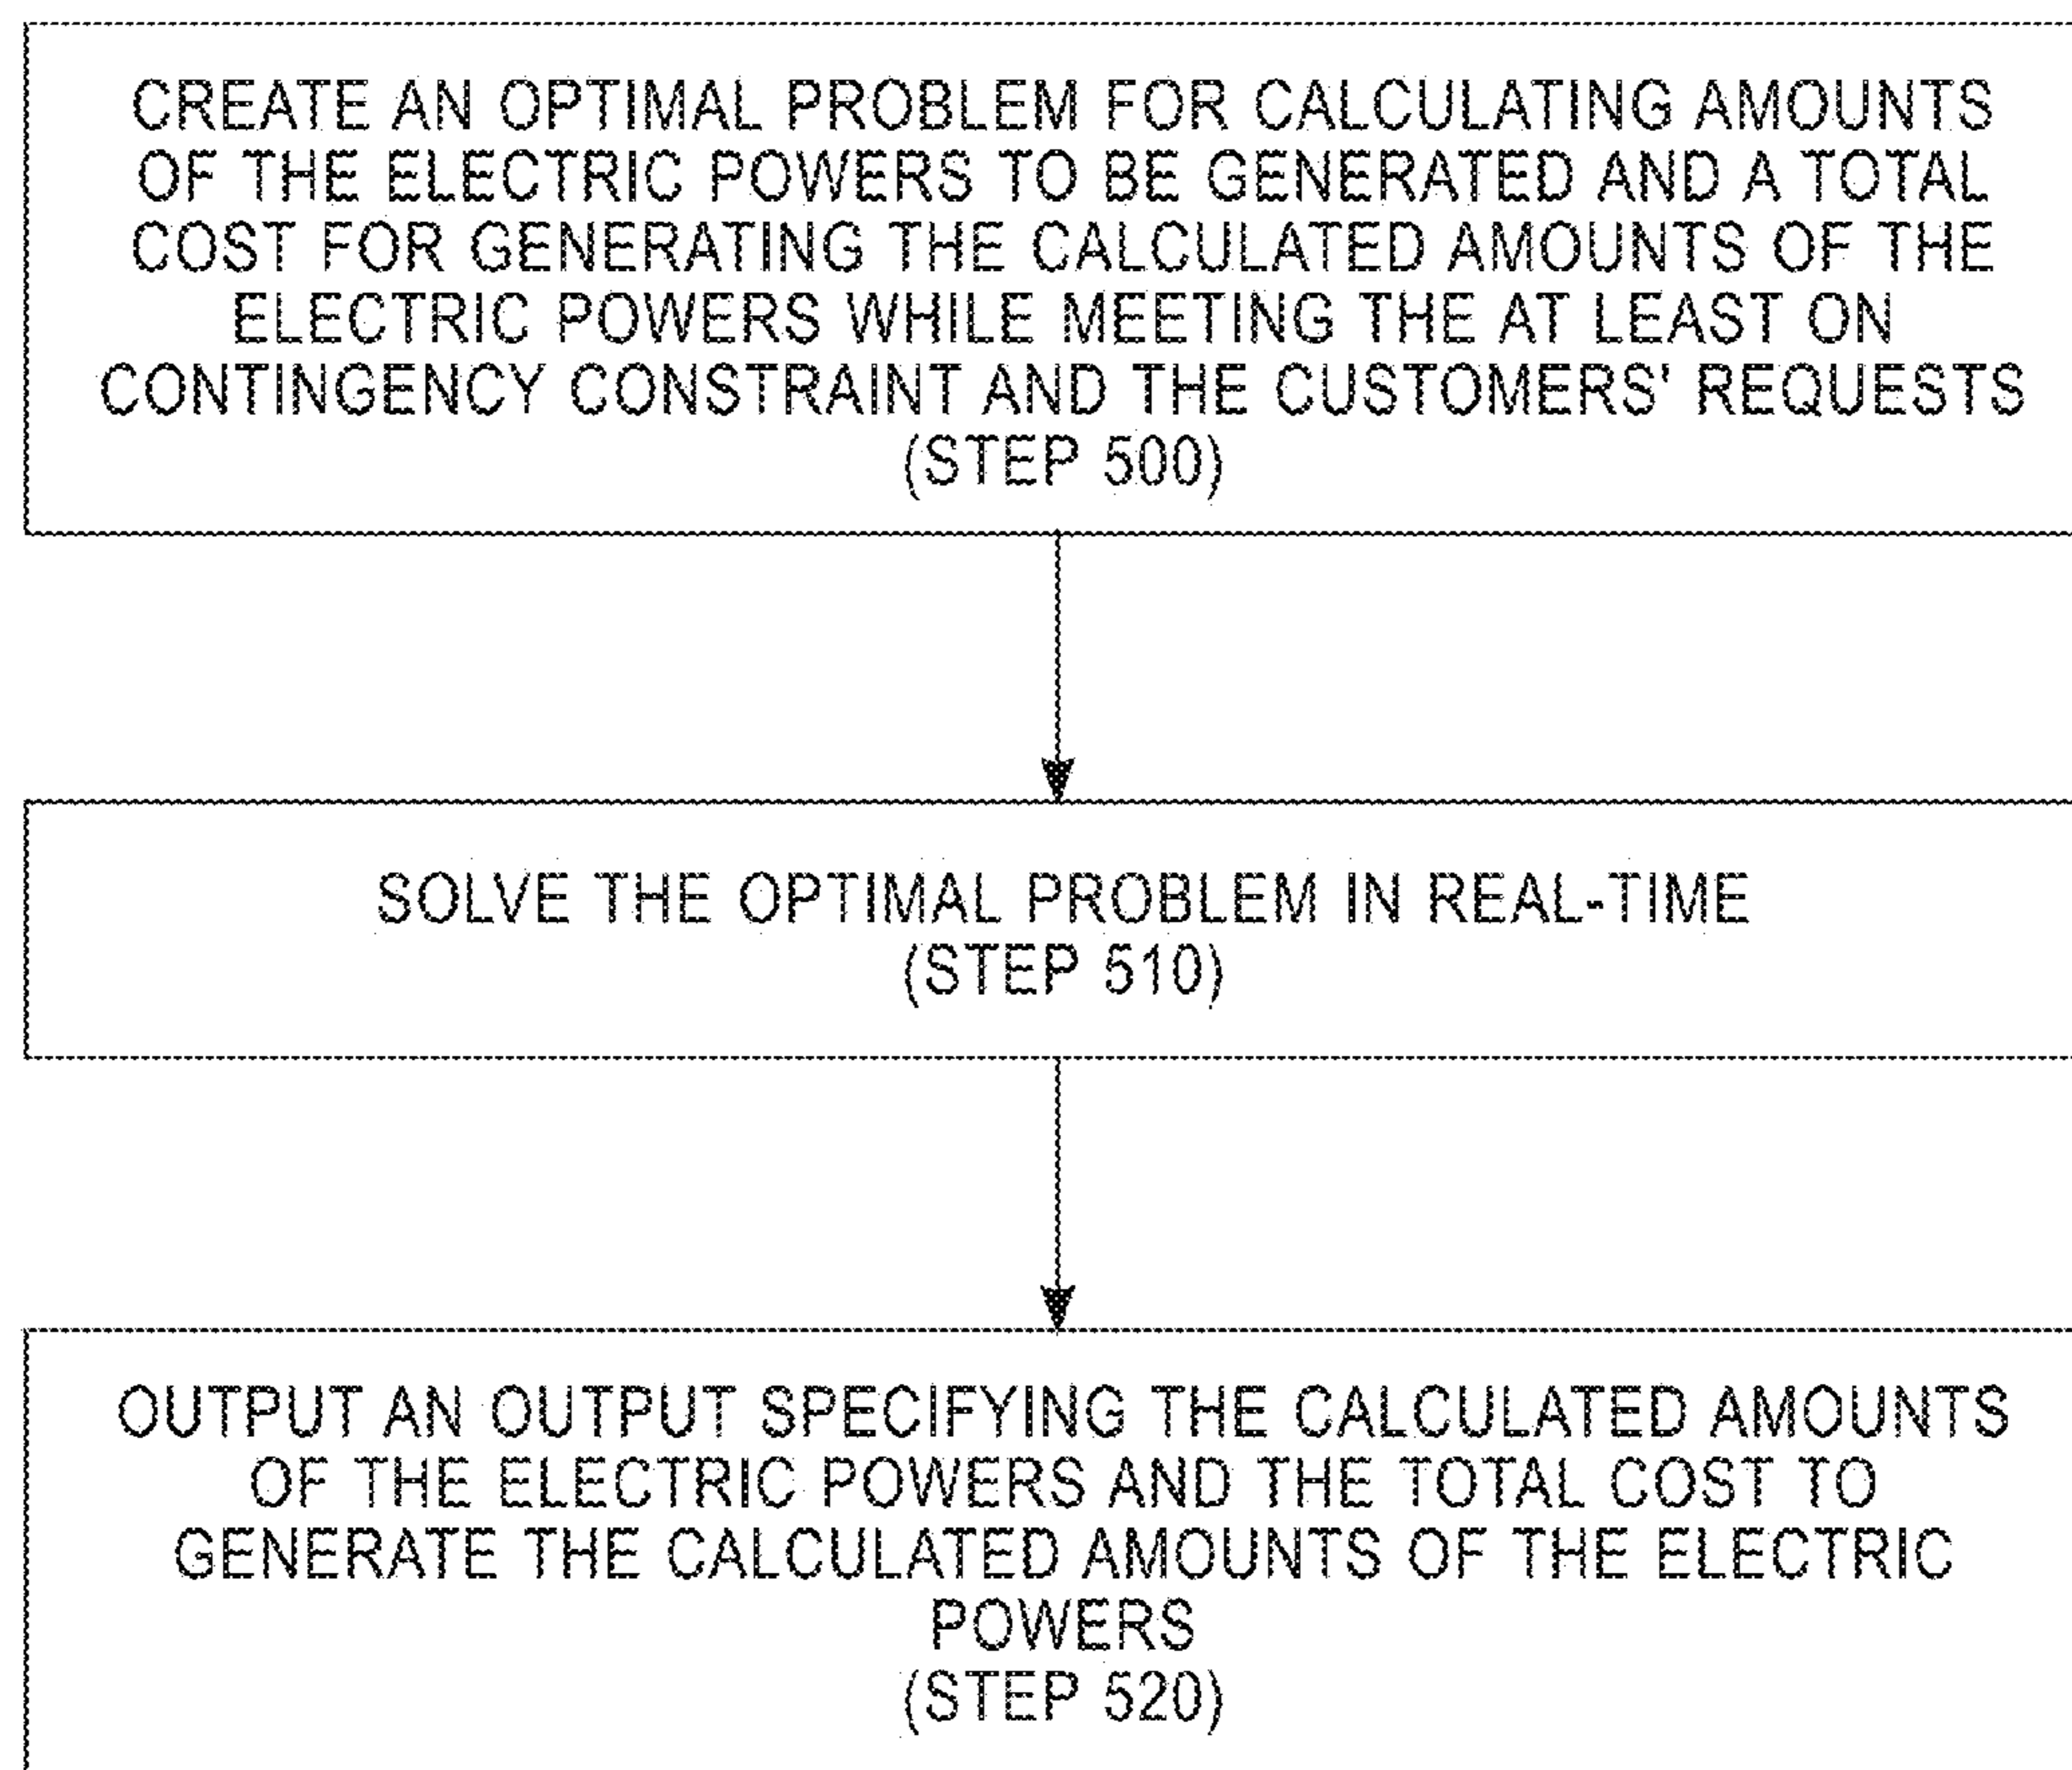 CREATE AN OPTIMAL PROBLEM FOR CALCULATING AMOUNTS
OF THE ELECTRIC POWERS TO BE GENERATED AND A TOTAL
COST FOR GENERATING THE CALCULATED AMOUNTS OF THE
ELECTRIC POWERS WHILE MEETING THE AT LEAST ON
CONTINGENCY CONSTRAINT AND THE CUSTOMERS' REQUESTS
(STEP 500)
SOLVE THE OPTIMAL PROBLEM IN REAL-TIME
(STEP 510)
OUTPUT AN OUTPUT SPECIFYING THE CALCULATED AMOUNTS
OF THE ELECTRIC POWERS AND THE TOTAL COST TO
GENERATE THE CALCULATED AMOUNTS OF THE ELECTRIC
POWERS
(STEP 520)